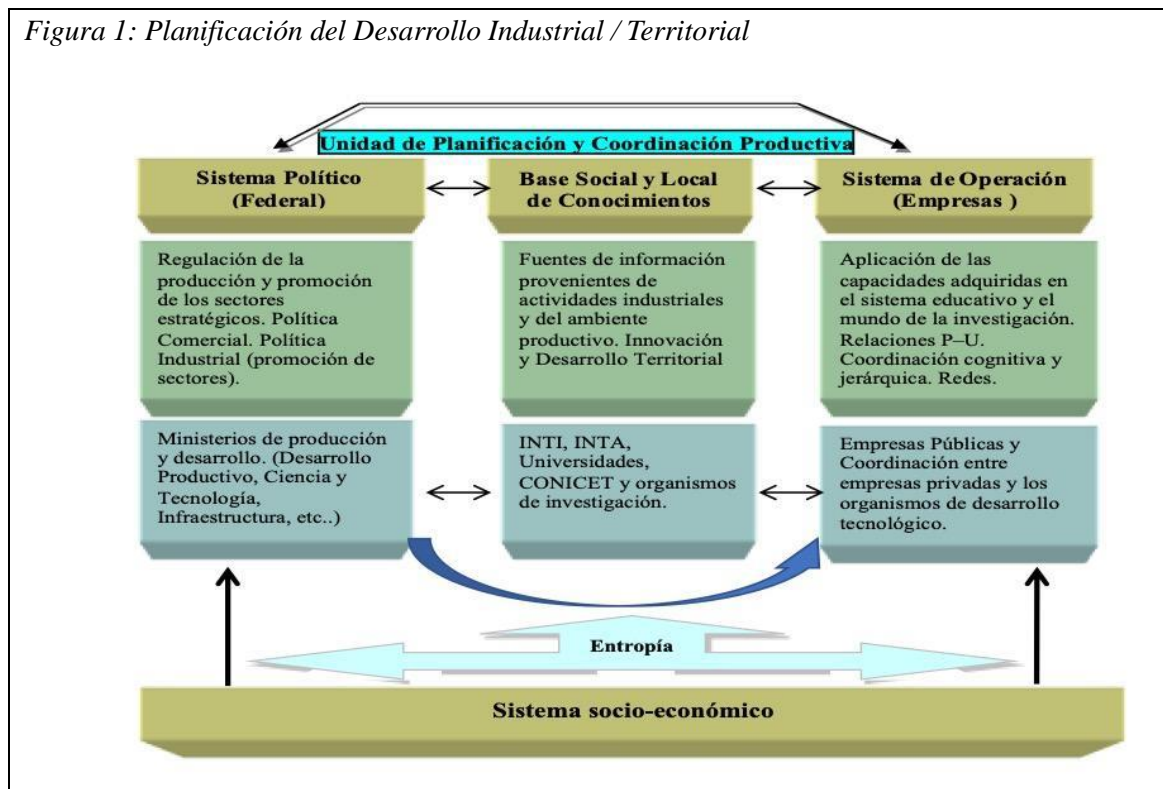 Figura 1: Planificación del Desarrollo Industrial / Territorial
Unidad de Planificación y Coordinación Productiva
Sistema Político
(Federal)
Base Social y Local
de Conocimientos
Sistema de Operación
(Empresas )
Regulación de la
producción y promoción
de los sectores
estratégicos. Política
Comercial. Política
Industrial (promoción de
sectores).
Fuentes de información
provenientes de
actividades industriales
y del ambiente
productivo. Innovación
y Desarrollo Territorial
Aplicación de las
capacidades adquiridas en
el sistema educativo y el
mundo de la investigación.
Relaciones P–U.
Coordinación cognitiva y
jerárquica. Redes.
Ministerios de producción
y desarrollo. (Desarrollo
Productivo, Ciencia y
Tecnología,
Infraestructura, etc..)
INTI, INTA,
Universidades,
CONICET y organismos
de investigación.
Empresas Públicas y
Coordinación entre
empresas privadas y los
organismos de desarrollo
tecnológico.
Entropía
Sistema socio-económico